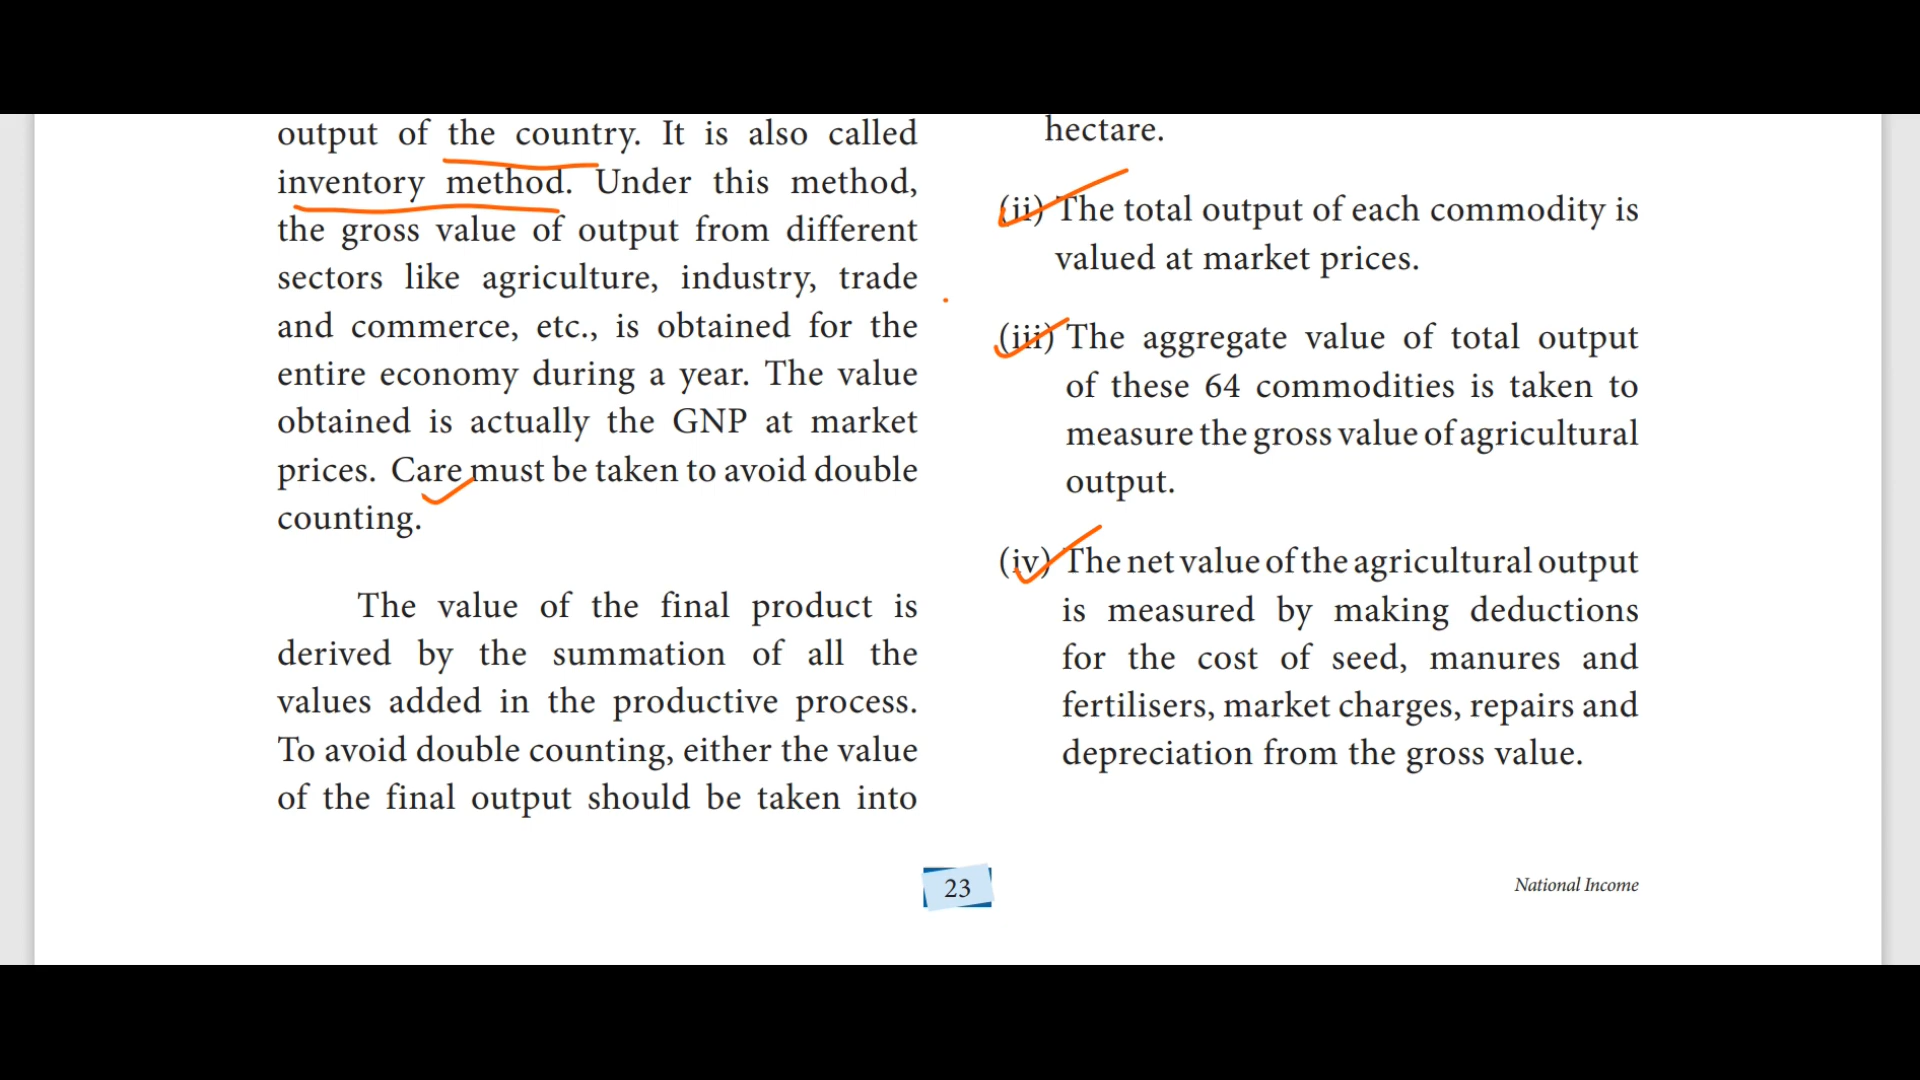 output of the country. It is also called
inventory method. Under this method,
the gross value of output from different
sectors like agriculture, industry, trade
and commerce, etc., is obtained for the
entire economy during a year. The value
obtained is actually the GNP at market
prices. Care must be taken to avoid double
counting.
The value of the final product is
derived by the summation of all the
values added in the productive process.
To avoid double counting, either the value
of the final output should be taken into
hectare.
(ii) The total output of each commodity is
valued at market prices.
(iii) The aggregate value of total output
of these 64 commodities is taken to
measure the gross value of agricultural
output.
(iv) The net value of the agricultural output
is measured by making deductions
for the cost of seed, manures and
fertilisers, market charges, repairs and
depreciation from the gross value.
23
National Income